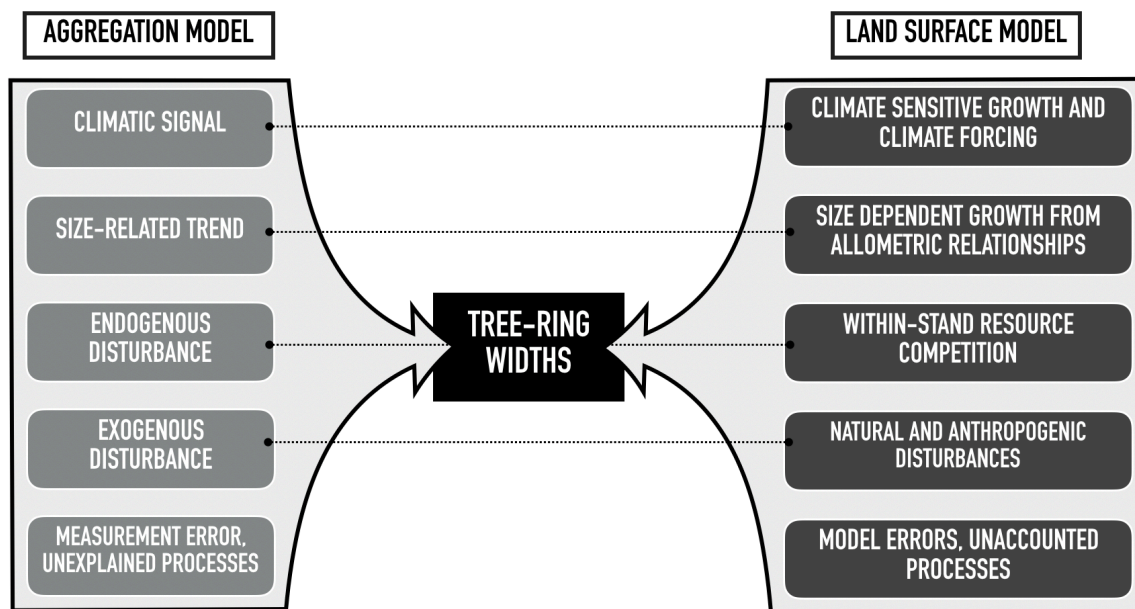 AGGREGATION MODEL
LAND SURFACE MODEL
CLIMATIC SIGNAL
CLIMATE SENSITIVE GROWTH AND
CLIMATE FORCING
SIZE-RELATED TREND
SIZE DEPENDENT GROWTH FROM
ALLOMETRIC RELATIONSHIPS
ENDOGENOUS
DISTURBANCE
TREE-RING
WIDTHS
WITHIN-STAND RESOURCE
COMPETITION
EXOGENOUS
DISTURBANCE
NATURAL AND ANTHROPOGENIC
DISTURBANCES
MEASUREMENT ERROR,
UNEXPLAINED PROCESSES
MODEL ERRORS, UNACCOUNTED
PROCESSES